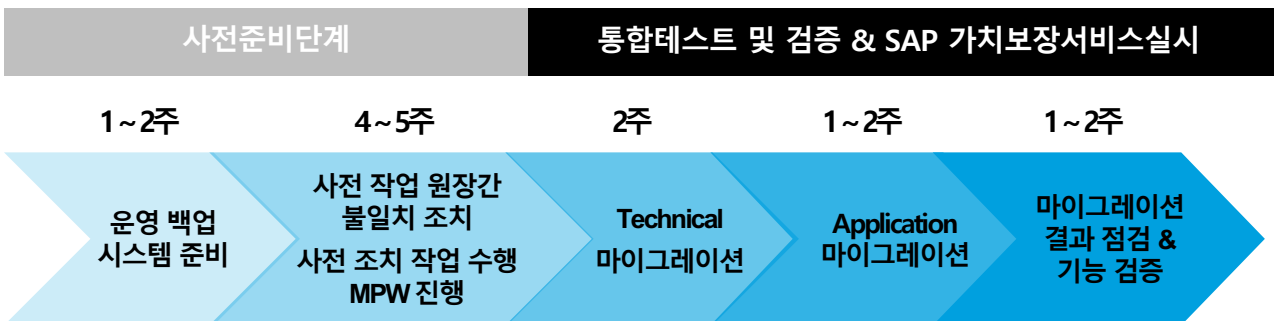 사전준비단계
통합테스트 및 검증 & SAP 가치보장서비스실시
1~2주
4~5주
2주
1~2주
1~2주
운영 백업
시스템 준비
사전 작업 원장간
불일치 조치
사전 조치 작업 수행
MPW 진행
Technical
마이그레이션
Application
마이그레이션
마이그레이션
결과 점검 &
기능 검증